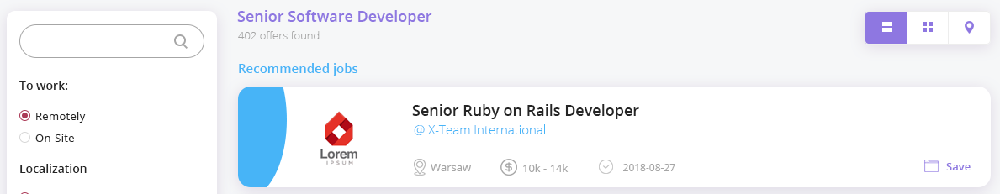 To work:
Remotely
On-Site
Localization
Senior Software Developer
402 offers found
Recommended jobs
Lorem
IPSUM
Senior Ruby on Rails Developer
@ X-Team International
Warsaw
10k - 14k
2018-08-27
Save